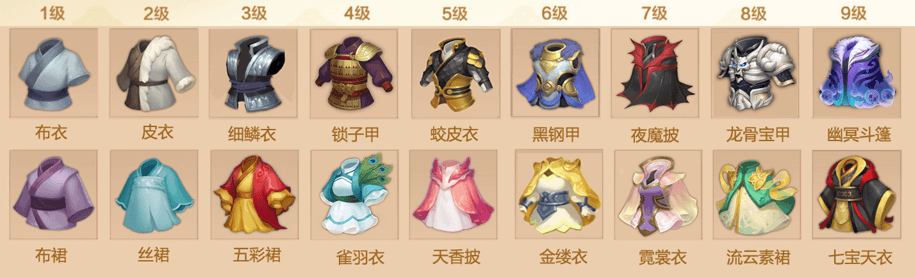 1级 2级 3级 4级 5级 6级 7级 8级 9级
布衣 皮衣 细鳞衣 锁子甲 蛟皮衣 黑钢甲 夜魔披 龙骨宝甲 幽冥斗篷
布裙 丝裙 五彩裙 雀羽衣 天香披 金缕衣 霓裳衣 流云素裙 七宝天衣